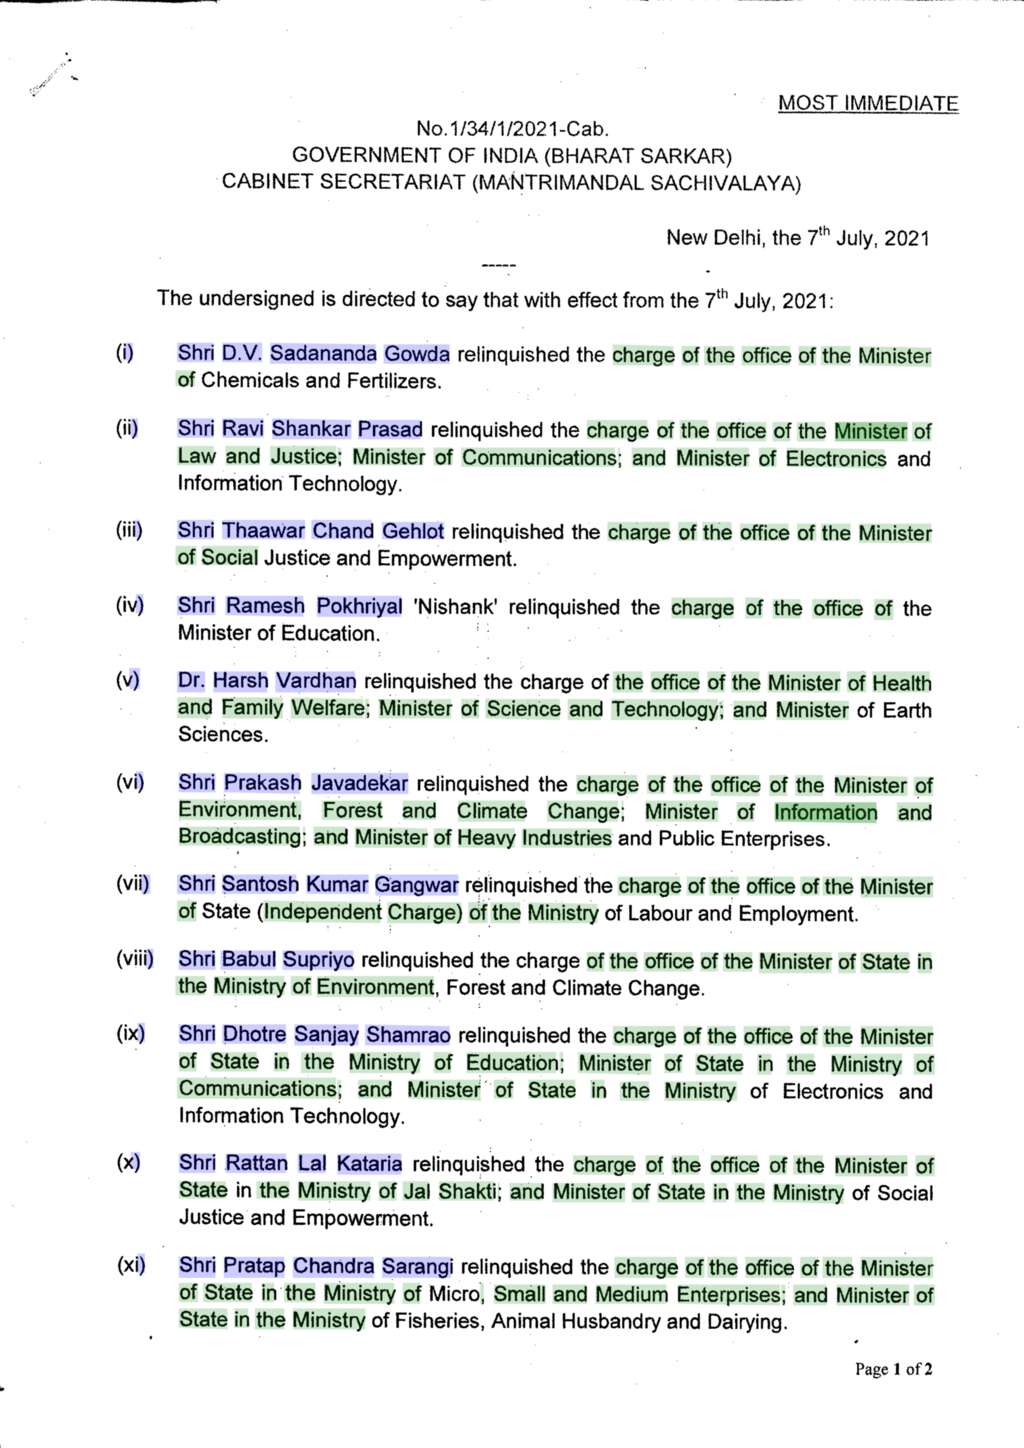 MOST IMMEDIATE
No.1/34/1/2021-Cab.
GOVERNMENT OF INDIA (BHARAT SARKAR)
CABINET SECRETARIAT (MANTRIMANDAL SACHIVALAYA)
New Delhi, the 7th July, 2021
-----
The undersigned is directed to say that with effect from the 7th July, 2021:
(i) Shri D.V. Sadananda Gowda relinquished the charge of the office of the Minister
of Chemicals and Fertilizers.
(ii) Shri Ravi Shankar Prasad relinquished the charge of the office of the Minister of
Law and Justice; Minister of Communications; and Minister of Electronics and
Information Technology.
(iii) Shri Thaawar Chand Gehlot relinquished the charge of the office of the Minister
of Social Justice and Empowerment.
(iv) Shri Ramesh Pokhriyal 'Nishank' relinquished the charge of the office of the
Minister of Education.
(v) Dr. Harsh Vardhan relinquished the charge of the office of the Minister of Health
and Family Welfare; Minister of Science and Technology; and Minister of Earth
Sciences.
(vi) Shri Prakash Javadekar relinquished the charge of the office of the Minister of
Environment, Forest and Climate Change; Minister of Information and
Broadcasting; and Minister of Heavy Industries and Public Enterprises.
(vii) Shri Santosh Kumar Gangwar relinquished the charge of the office of the Minister
of State (Independent Charge) of the Ministry of Labour and Employment.
(viii) Shri Babul Supriyo relinquished the charge of the office of the Minister of State in
the Ministry of Environment, Forest and Climate Change.
(ix) Shri Dhotre Sanjay Shamrao relinquished the charge of the office of the Minister
of State in the Ministry of Education; Minister of State in the Ministry of
Communications; and Minister of State in the Ministry of Electronics and
Information Technology.
(x) Shri Rattan Lal Kataria relinquished the charge of the office of the Minister of
State in the Ministry of Jal Shakti; and Minister of State in the Ministry of Social
Justice and Empowerment.
(xi) Shri Pratap Chandra Sarangi relinquished the charge of the office of the Minister
of State in the Ministry of Micro, Small and Medium Enterprises; and Minister of
State in the Ministry of Fisheries, Animal Husbandry and Dairying.
Page 1 of 2